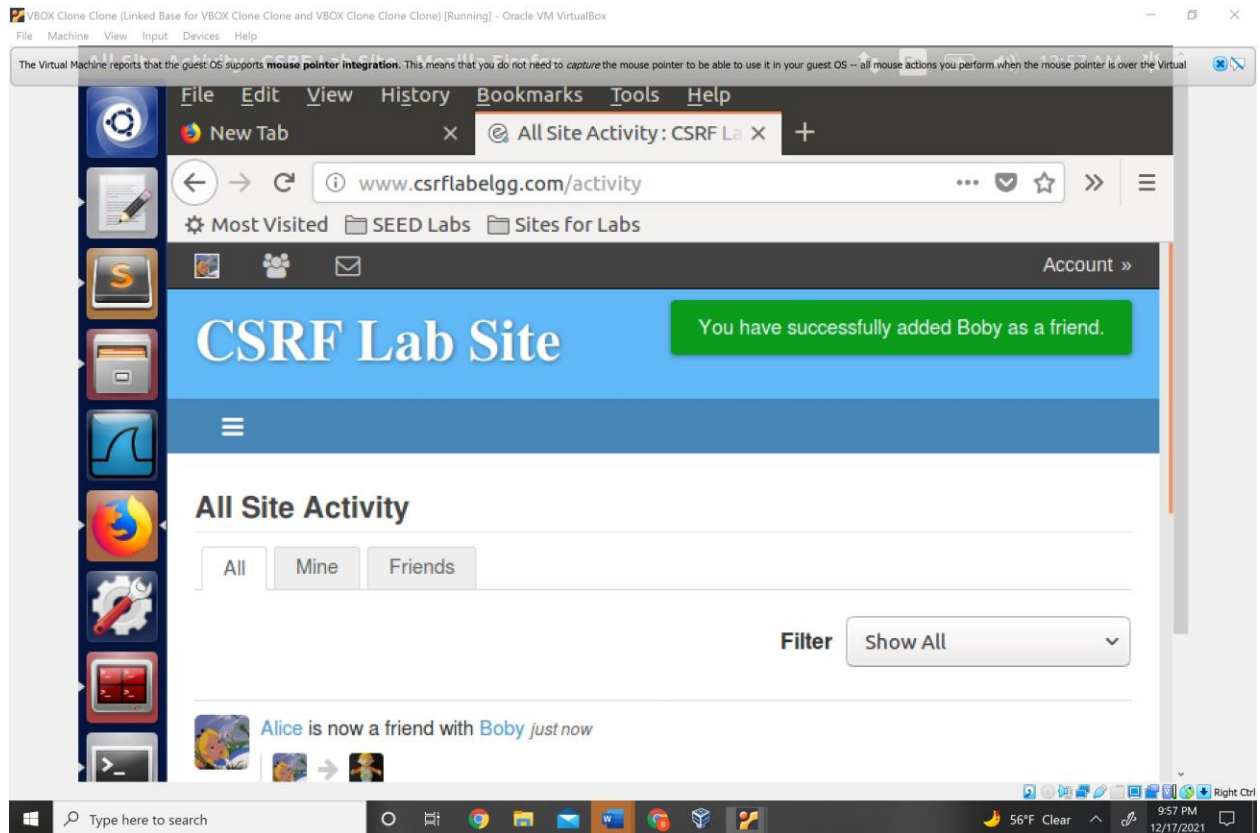 VBOX Clone Clone (Linked Base for VBOX Clone Clone and VBOX Clone Clone Clone) [Running] - Oracle VM VirtualBox
File Machine View Input Devices Help
The Virtual Machine reports that the guest OS supports mouse pointer integration. This means that you do not need to capture the mouse pointer to be able to use it in your guest OS -- all mouse actions you perform when the mouse pointer is over the Virtual
File Edit View History Bookmarks Tools Help
New Tab
All Site Activity : CSRF La
www.csrflabelgg.com/activity
Most Visited SEED Labs Sites for Labs
Account »
CSRF Lab Site
You have successfully added Boby as a friend.
All Site Activity
All Mine Friends
Filter Show All
Alice is now a friend with Boby just now
Right Ctrl
Type here to search
56°F Clear
9:57 PM
12/17/2021